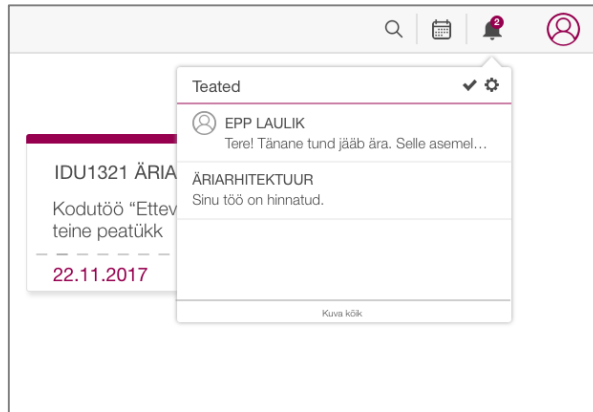 2
Teated
EPP LAULIK
Tere! Tänane tund jääb ära. Selle asemel…
ÄRIARHITEKTUUR
Sinu töö on hinnatud.
Kuva kõik
IDU1321 ÄRIA
Kodutöö “Ettev
teine peatükk
22.11.2017